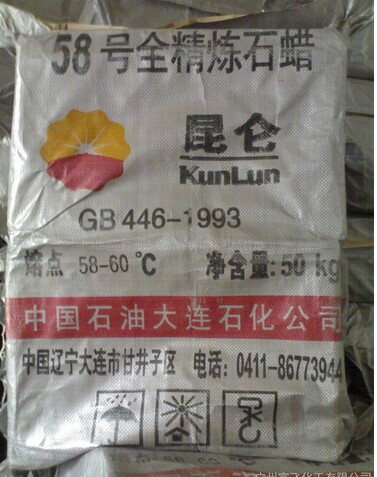 58号全精炼石蜡
昆仑
KunLun
GB 446-1993
熔点 58-60 ℃ 净含量: 50 kg
中国石油大连石化公司
中国辽宁大连市甘井子区 电话: 0411-86773944
58-60 ℃